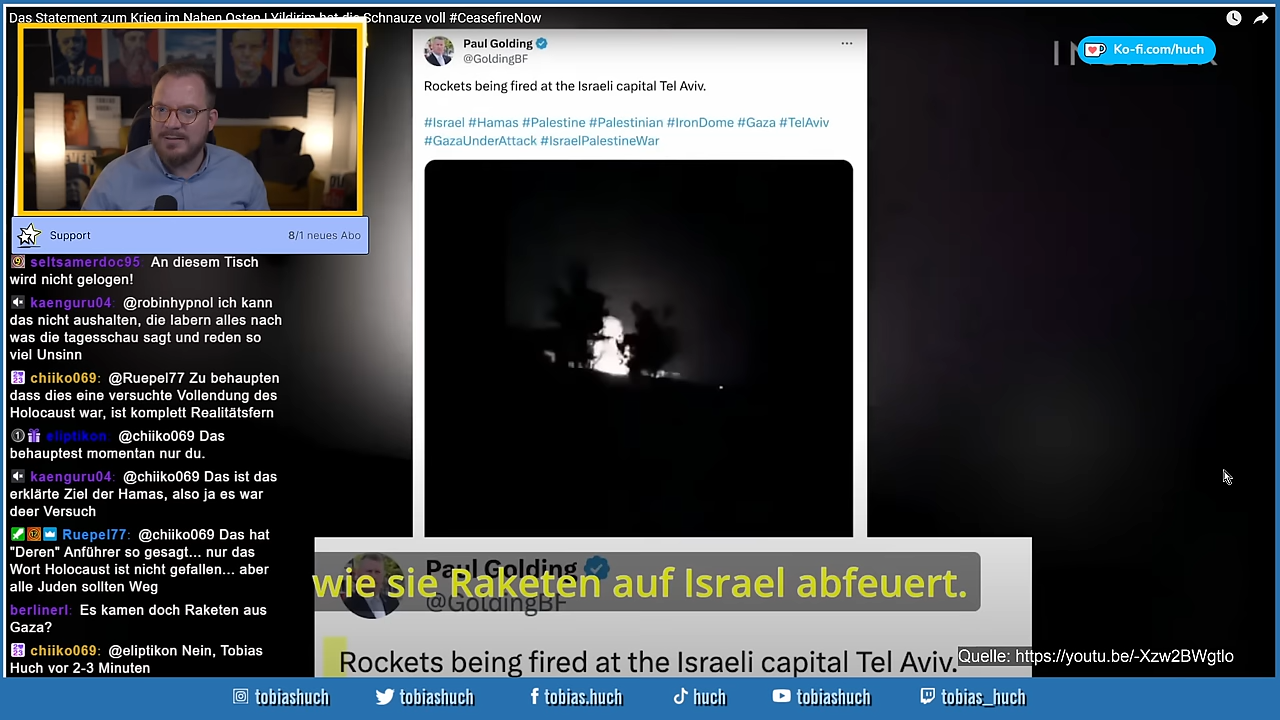 Das Statement zum Krieg im Nahen Osten | Yildirim hat die Schnauze voll #CeasefireNow
Support
8/1 neues Abo
seltsamerdoc95: An diesem Tisch
wird nicht gelogen!
kaenguru04: @robinhypnol ich kann
das nicht aushalten, die labern alles nach
was die tagesschau sagt und reden so
viel Unsinn
chiiko069: @Ruepel77 Zu behaupten
dass dies eine versuchte Vollendung des
Holocaust war, ist komplett Realitätsfern
eliptikon: @chiiko069 Das
behauptest momentan nur du.
kaenguru04: @chiiko069 Das ist das
erklärte Ziel der Hamas, also ja es war
deer Versuch
Ruepel77: @chiiko069 Das hat
"Deren" Anführer so gesagt... nur das
Wort Holocaust ist nicht gefallen... aber
alle Juden sollten Weg
berlinerl: Es kamen doch Raketen aus
Gaza?
chiiko069: @eliptikon Nein, Tobias
Huch vor 2-3 Minuten
Paul Golding
@GoldingBF
Rockets being fired at the Israeli capital Tel Aviv.
#Israel #Hamas #Palestine #Palestinian #IronDome #Gaza #TelAviv
#GazaUnderAttack #IsraelPalestineWar
Ko-fi.com/huch
Paul Golding
@GoldingBF
wie sie Raketen auf Israel abfeuert.
Rockets being fired at the Israeli capital Tel Aviv.
Quelle: https://youtu.be/-Xzw2BWgtlo
tobiashuch
tobiashuch
tobias.huch
huch
tobiashuch
tobias_huch